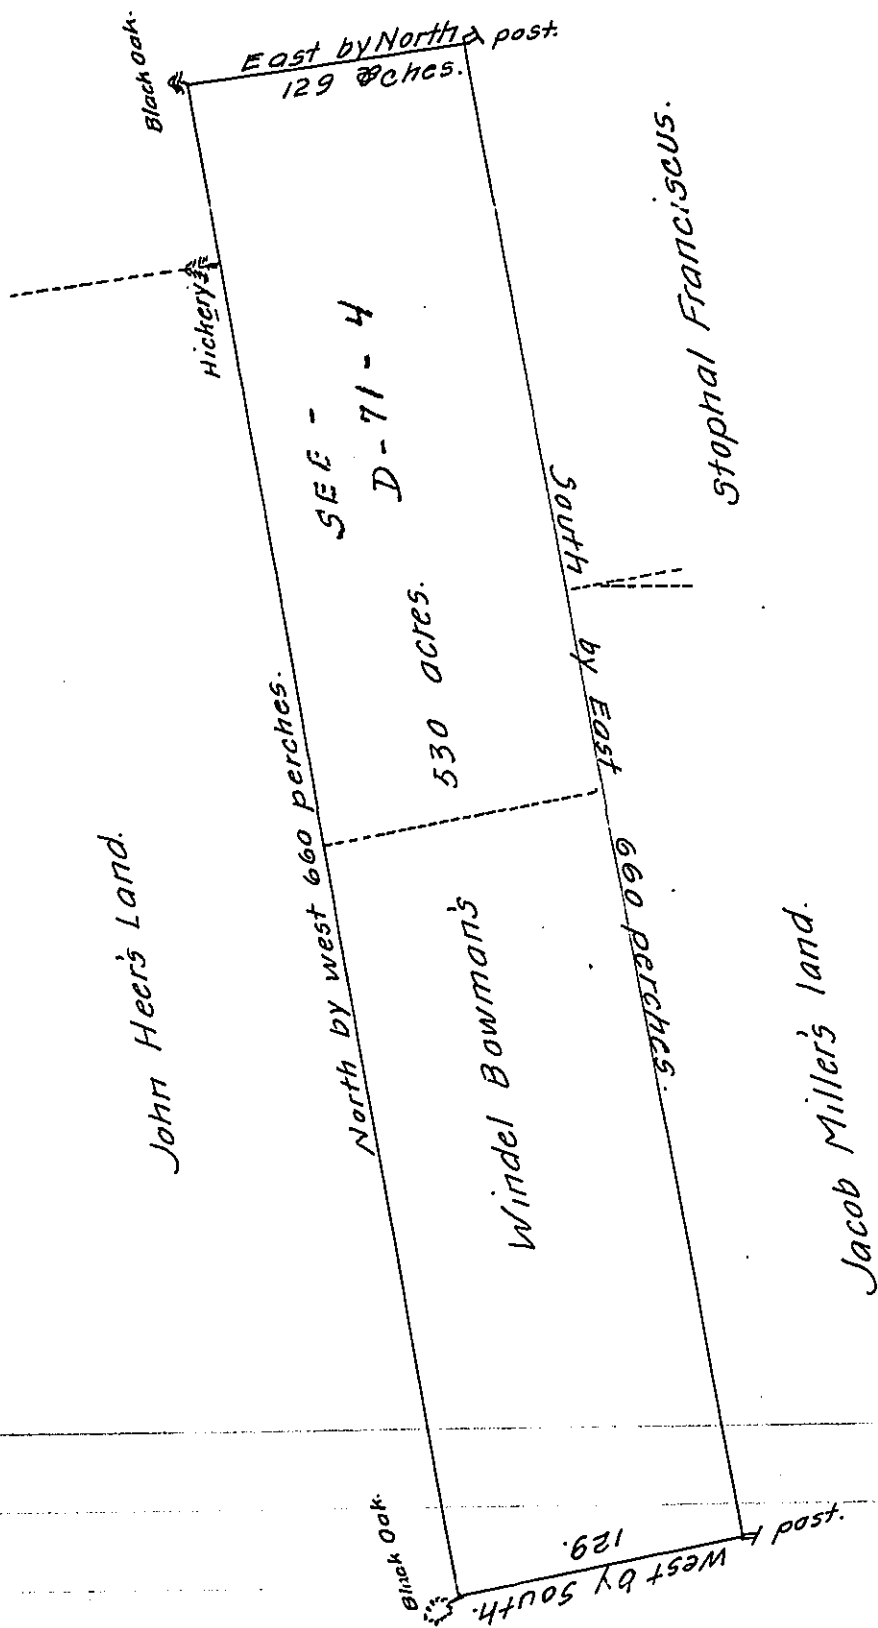 Black Oak.
East by North
a post.
129 pches.
Hickery
SEE -
D - 71 - 4
530 acres.
Stophal Franciscus.
South by East 660 perches.
North by west 660 perches.
John Heer's Land.
Windel Bowman's
Jacob Miller's land.
Black Oak.
129.
West by South.
post.